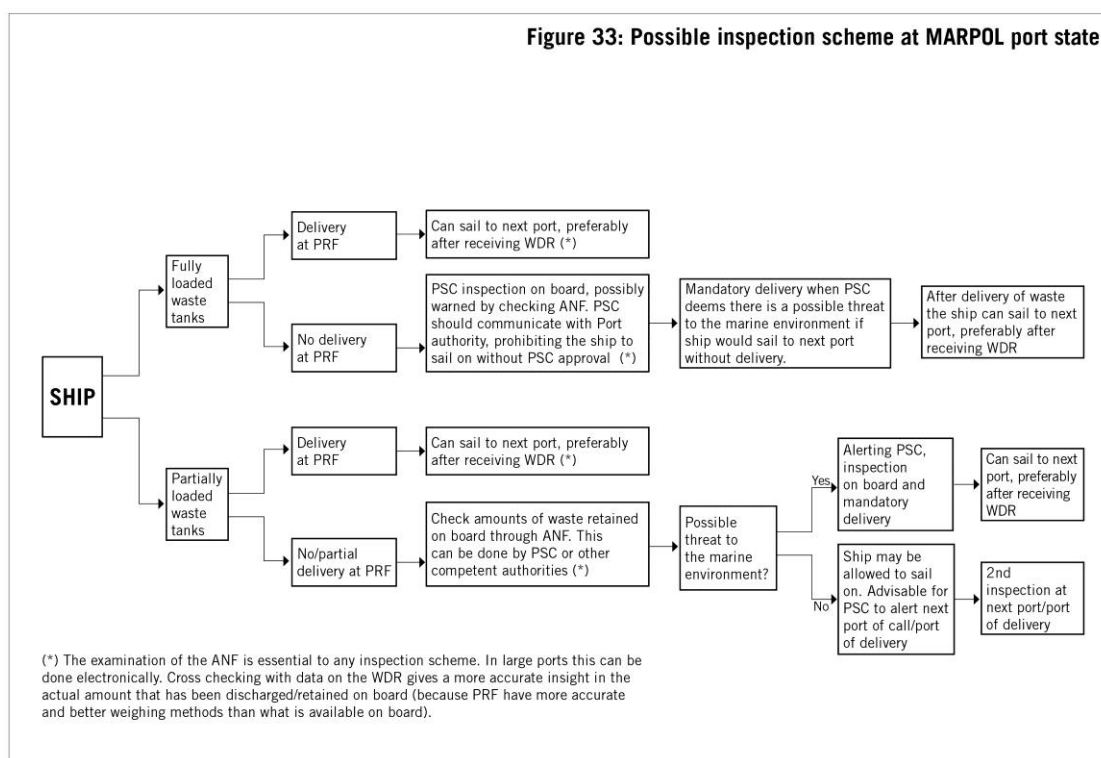 Figure 33: Possible inspection scheme at MARPOL port state
SHIP
Fully
loaded
waste
tanks
Delivery
at PRF
Can sail to next port, preferably
after receiving WDR (*)
No delivery
at PRF
PSC inspection on board, possibly
warned by checking ANF. PSC
should communicate with Port
authority, prohibiting the ship to
sail on without PSC approval (*)
Mandatory delivery when PSC
deems there is a possible threat
to the marine environment if
ship would sail to next port
without delivery.
After delivery of waste
the ship can sail to next
port, preferably after
receiving WDR
Partially
loaded
waste
tanks
Delivery
at PRF
Can sail to next port, preferably
after receiving WDR (*)
No/partial
delivery at PRF
Check amounts of waste retained
on board through ANF. This
can be done by PSC or other
competent authorities (*)
Possible
threat to
the marine
environment?
Yes
Alerting PSC,
inspection
on board and
mandatory
delivery
Can sail to next
port, preferably
after receiving
WDR
No
Ship may be
allowed to sail
on. Advisable for
PSC to alert next
port of call/port
of delivery
2nd
inspection at
next port/port
of delivery
(*) The examination of the ANF is essential to any inspection scheme. In large ports this can be
done electronically. Cross checking with data on the WDR gives a more accurate insight in the
actual amount that has been discharged/retained on board (because PRF have more accurate
and better weighing methods than what is available on board).